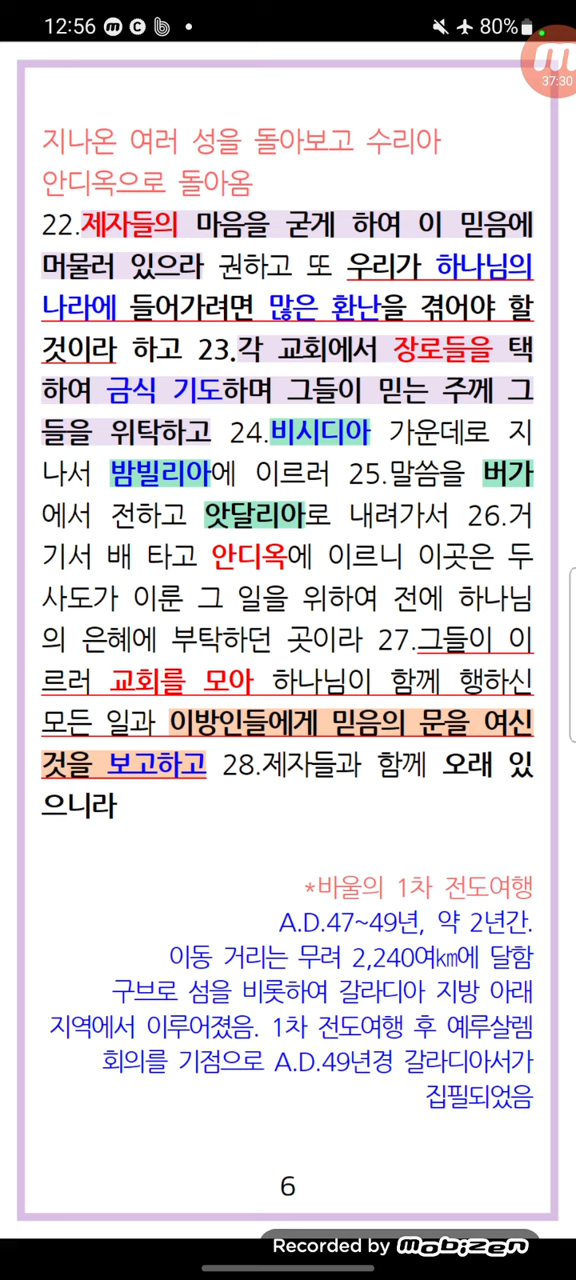 12:56
80%
37:30
지나온 여러 성을 돌아보고 수리아
안디옥으로 돌아옴
22.제자들의 마음을 굳게 하여 이 믿음에
머물러 있으라 권하고 또 우리가 하나님의
나라에 들어가려면 많은 환난을 겪어야 할
것이라 하고 23.각 교회에서 장로들을 택
하여 금식 기도하며 그들이 믿는 주께 그
들을 위탁하고 24.비시디아 가운데로 지
나서 밤빌리아에 이르러 25.말씀을 버가
에서 전하고 앗달리아로 내려가서 26.거
기서 배 타고 안디옥에 이르니 이곳은 두
사도가 이룬 그 일을 위하여 전에 하나님
의 은혜에 부탁하던 곳이라 27.그들이 이
르러 교회를 모아 하나님이 함께 행하신
모든 일과 이방인들에게 믿음의 문을 여신
것을 보고하고 28.제자들과 함께 오래 있
으니라
*바울의 1차 전도여행
A.D.47~49년, 약 2년간.
이동 거리는 무려 2,240여㎞에 달함
구브로 섬을 비롯하여 갈라디아 지방 아래
지역에서 이루어졌음. 1차 전도여행 후 예루살렘
회의를 기점으로 A.D.49년경 갈라디아서가
집필되었음
6
Recorded by mobizen